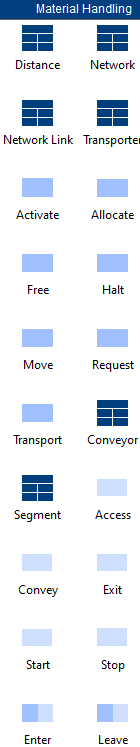 Material Handling
Distance Network
Network Link Transporter
Activate Allocate
Free Halt
Move Request
Transport Conveyor
Segment Access
Convey Exit
Start Stop
Enter Leave